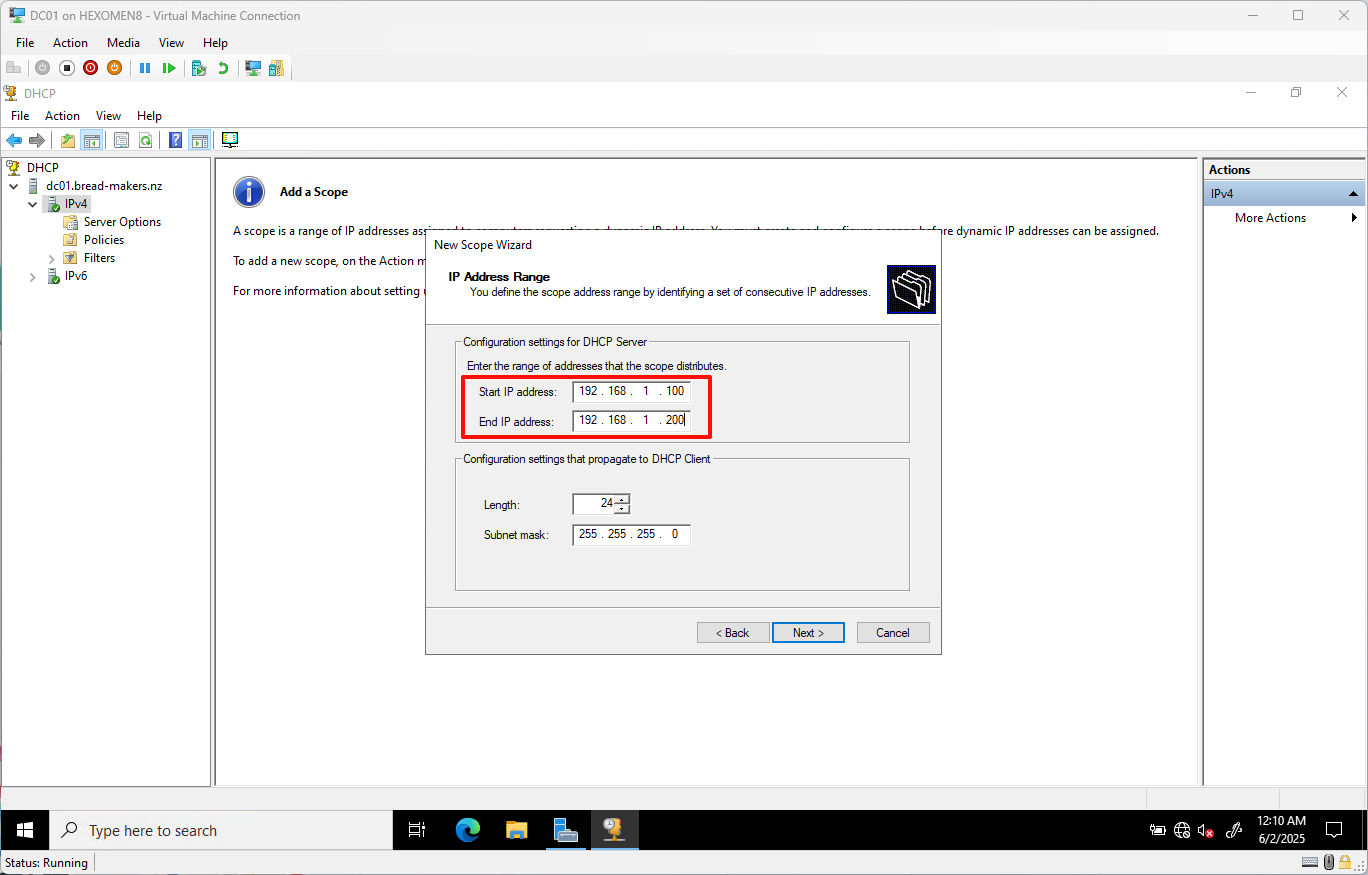 DC01 on HEXOMEN8 - Virtual Machine Connection
File Action Media View Help
DHCP
File Action View Help
DHCP
dc01.bread-makers.nz
IPv4
Server Options
Policies
Filters
IPv6
Add a Scope
A scope is a range of IP addresses
before dynamic IP addresses can be assigned.
To add a new scope, on the Action
For more information about setting
New Scope Wizard
IP Address Range
You define the scope address range by identifying a set of consecutive IP addresses.
Configuration settings for DHCP Server
Enter the range of addresses that the scope distributes.
Start IP address: 192 . 168 . 1 . 100
End IP address: 192 . 168 . 1 . 200
Configuration settings that propagate to DHCP Client
Length: 24
Subnet mask: 255 . 255 . 255 . 0
< Back Next > Cancel
Actions
IPv4
More Actions
Type here to search
12:10 AM
6/2/2025
Status: Running